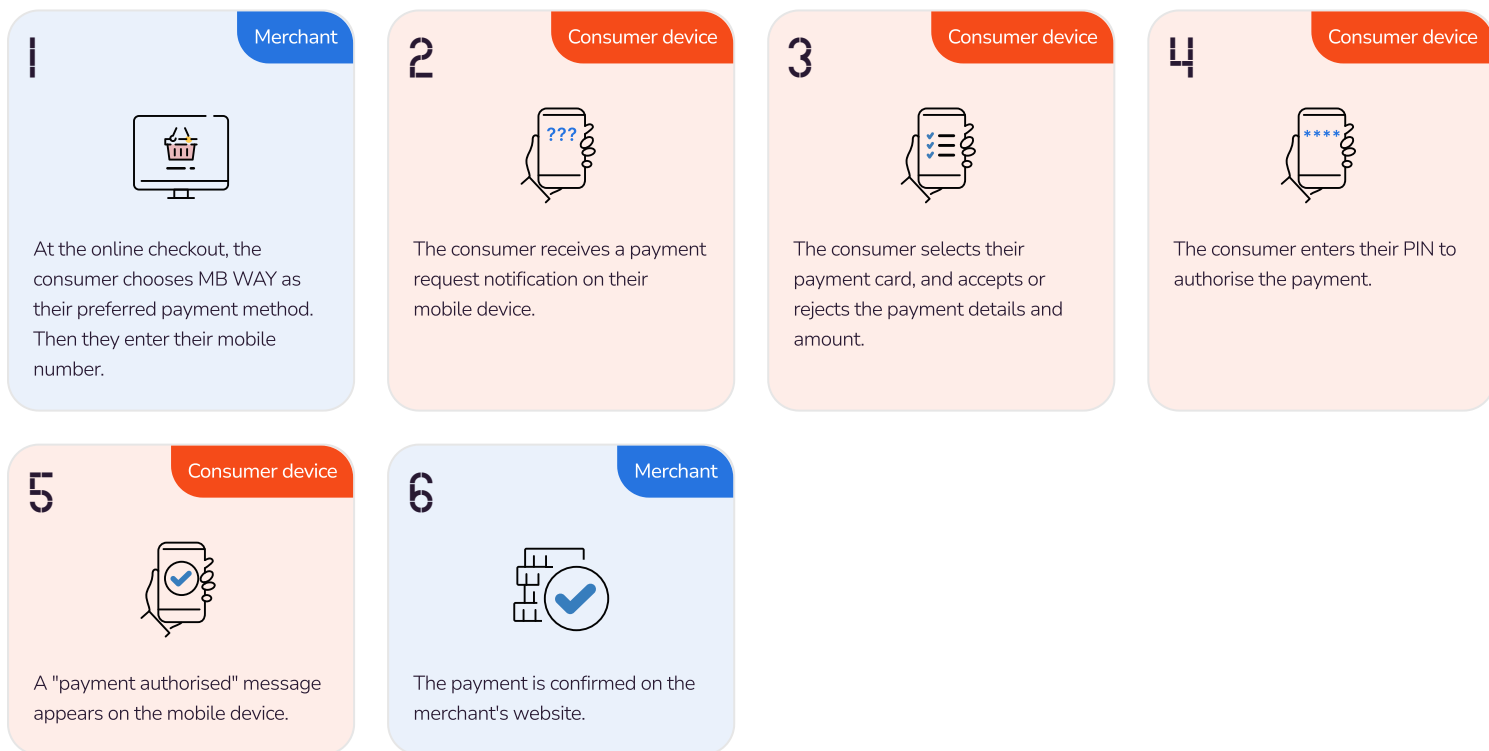 1
Merchant
At the online checkout, the
consumer chooses MB WAY as
their preferred payment method.
Then they enter their mobile
number.
2
Consumer device
???
The consumer receives a payment
request notification on their
mobile device.
3
Consumer device
The consumer selects their
payment card, and accepts or
rejects the payment details and
amount.
4
Consumer device
****
The consumer enters their PIN to
authorise the payment.
5
Consumer device
A "payment authorised" message
appears on the mobile device.
6
Merchant
The payment is confirmed on the
merchant's website.